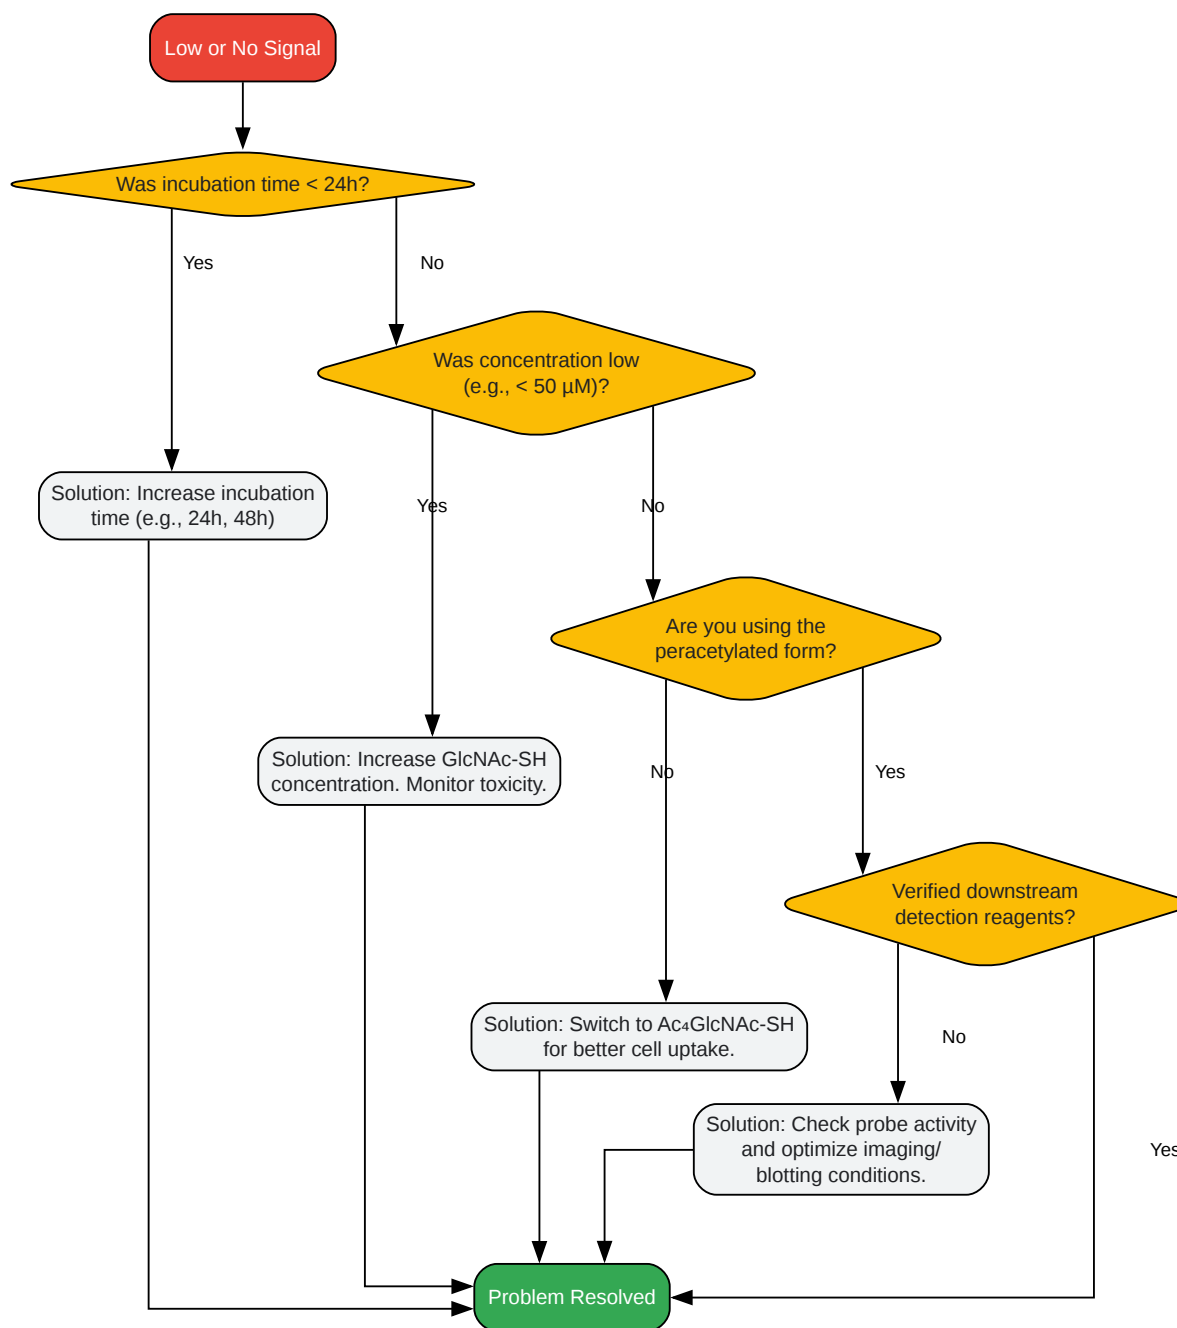 Low or No Signal
Was incubation time < 24h?
Yes
No
Was concentration low
(e.g., < 50 µM)?
Solution: Increase incubation
time (e.g., 24h, 48h)
Yes
No
Are you using the
peracetylated form?
Solution: Increase GlcNAc-SH
concentration. Monitor toxicity.
No
Yes
Verified downstream
detection reagents?
Solution: Switch to Ac₄GlcNAc-SH
for better cell uptake.
No
Solution: Check probe activity
and optimize imaging/
blotting conditions.
Yes
Problem Resolved